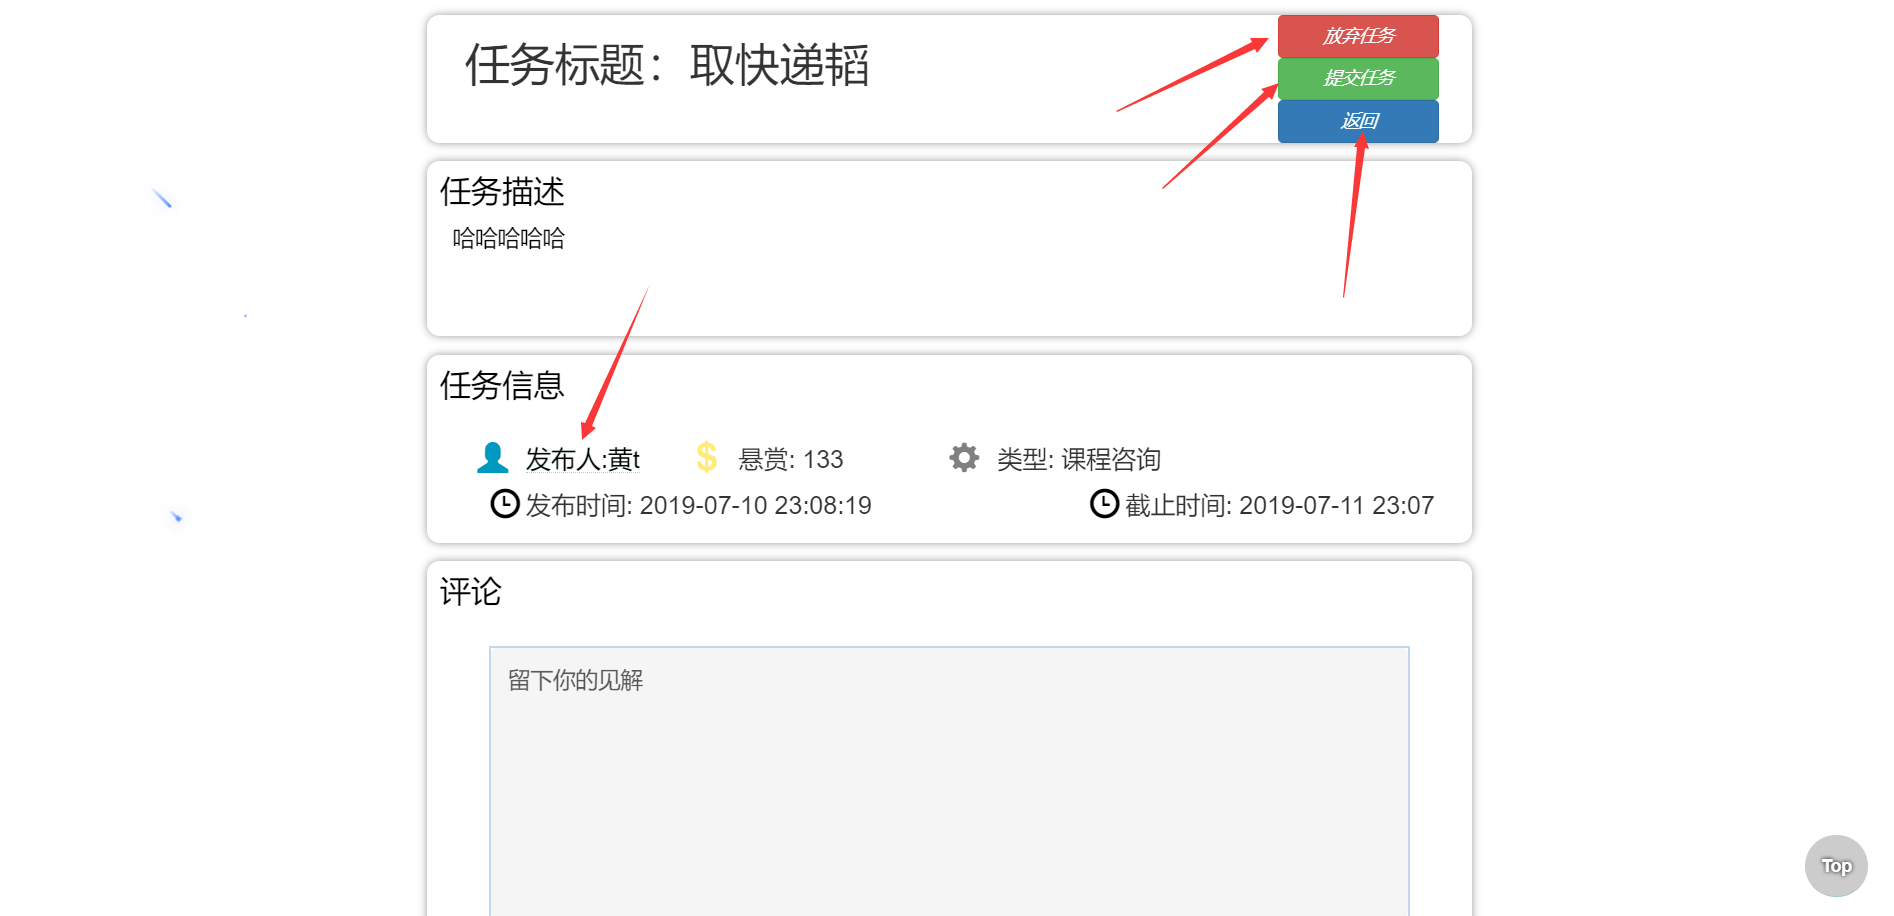 任务标题：取快递韬
放弃任务
提交任务
返回
任务描述
哈哈哈哈哈
任务信息
发布人:黄t
悬赏: 133
类型: 课程咨询
发布时间: 2019-07-10 23:08:19
截止时间: 2019-07-11 23:07
评论
留下你的见解
Top